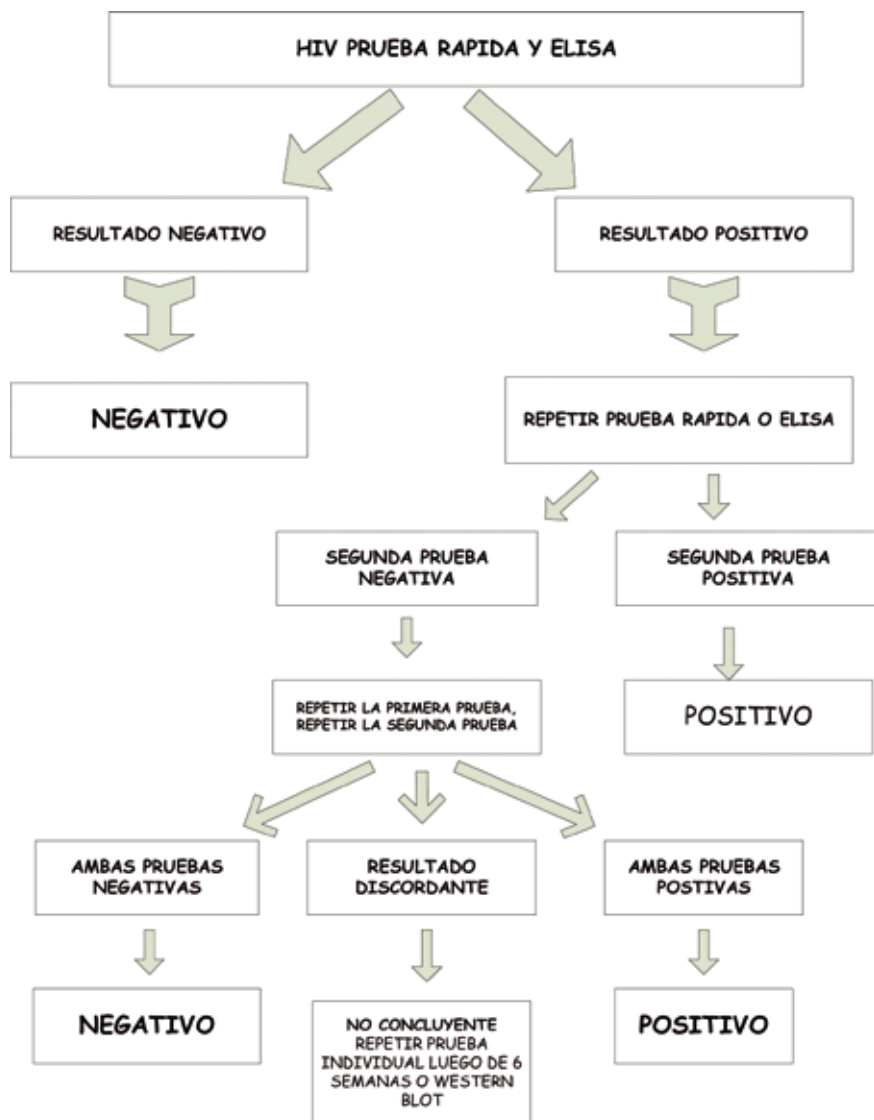 HIV PRUEBA RAPIDA Y ELISA
RESULTADO NEGATIVO
RESULTADO POSITIVO
NEGATIVO
REPETIR PRUEBA RAPIDA O ELISA
SEGUNDA PRUEBA
NEGATIVA
SEGUNDA PRUEBA
POSITIVA
REPETIR LA PRIMERA PRUEBA,
REPETIR LA SEGUNDA PRUEBA
POSITIVO
AMBAS PRUEBAS
NEGATIVAS
RESULTADO
DISCORDANTE
AMBAS PRUEBAS
POSTIVAS
NEGATIVO
NO CONCLUYENTE
REPETIR PRUEBA
INDIVIDUAL LUEGO DE 6
SEMANAS O WESTERN
BLOT
POSITIVO